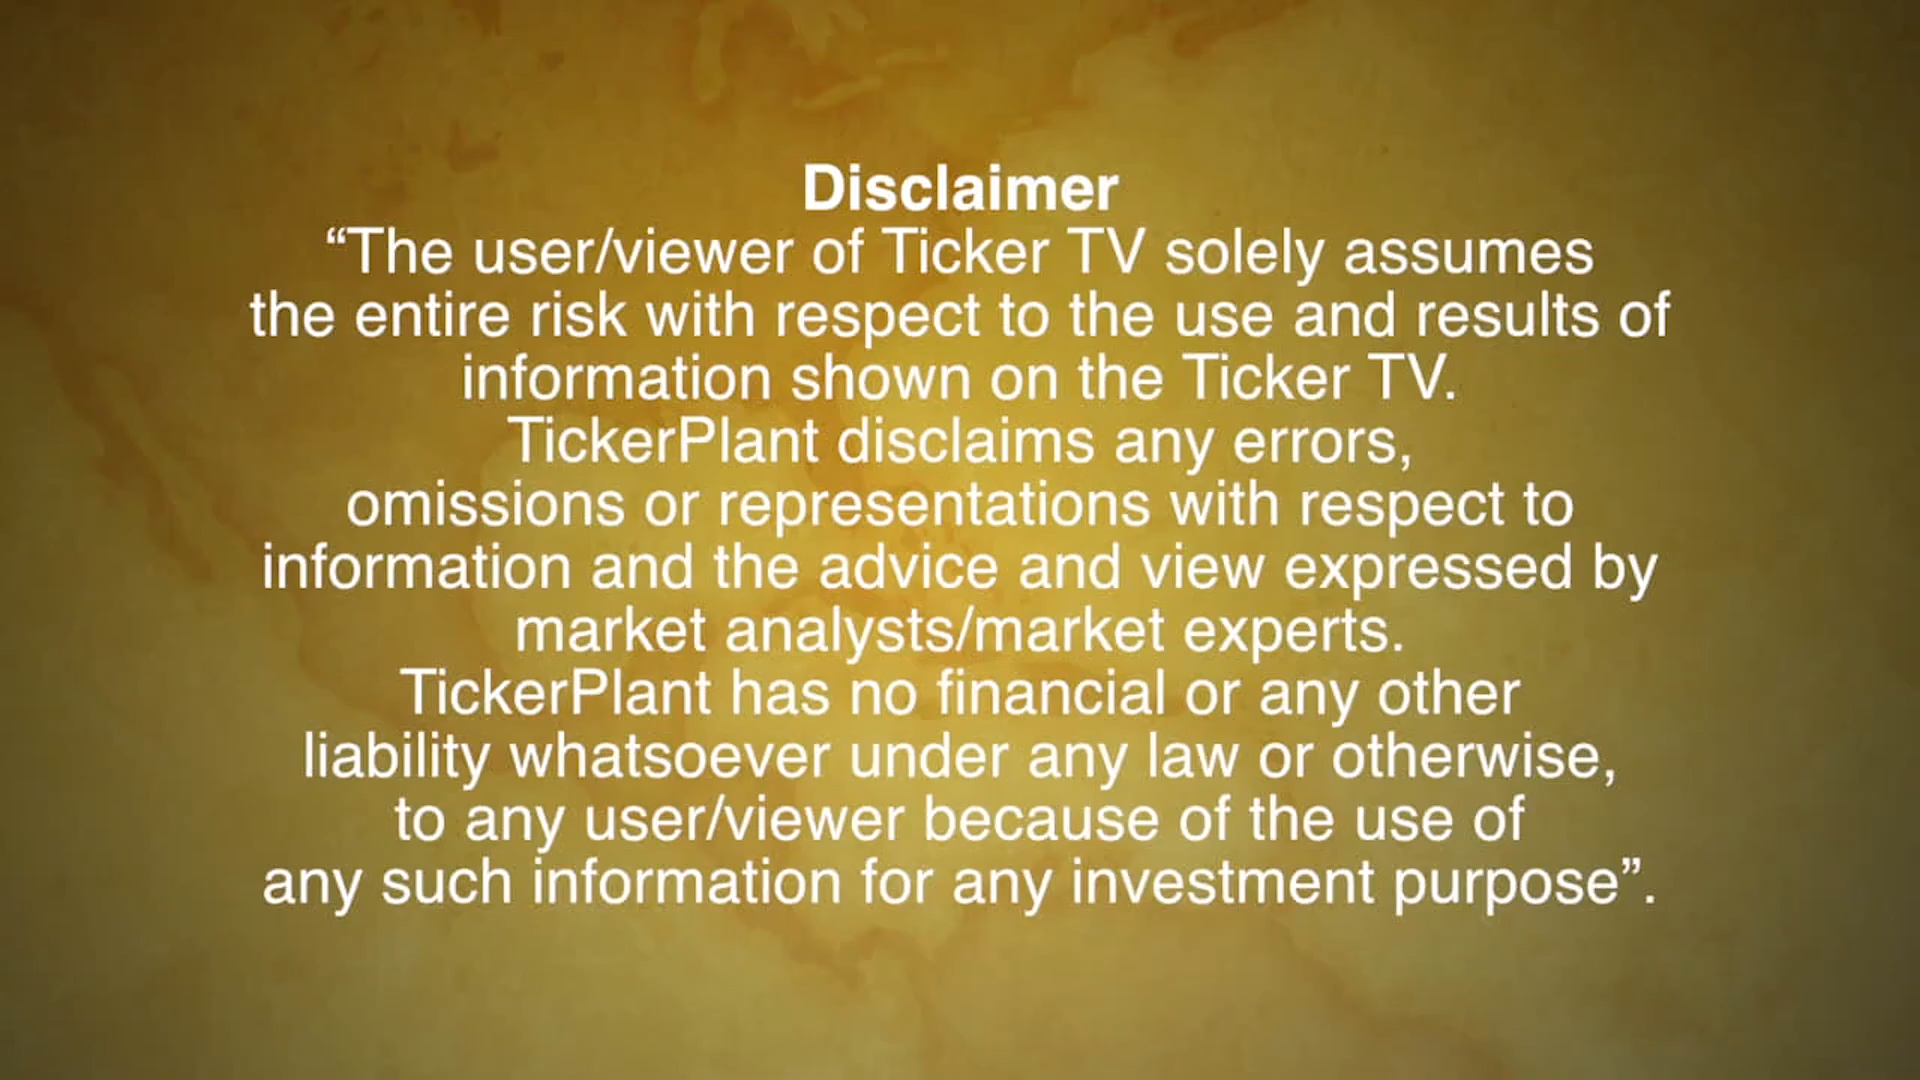 Disclaimer
“The user/viewer of Ticker TV solely assumes
the entire risk with respect to the use and results of
information shown on the Ticker TV.
TickerPlant disclaims any errors,
omissions or representations with respect to
information and the advice and view expressed by
market analysts/market experts.
TickerPlant has no financial or any other
liability whatsoever under any law or otherwise,
to any user/viewer because of the use of
any such information for any investment purpose”.